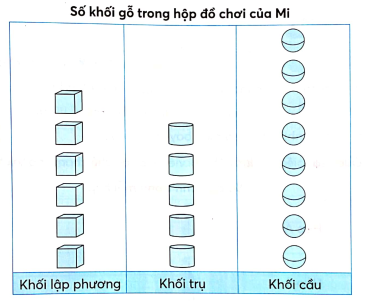 Số khối gỗ trong hộp đồ chơi của Mi
Khối lập phương
Khối trụ
Khối cầu